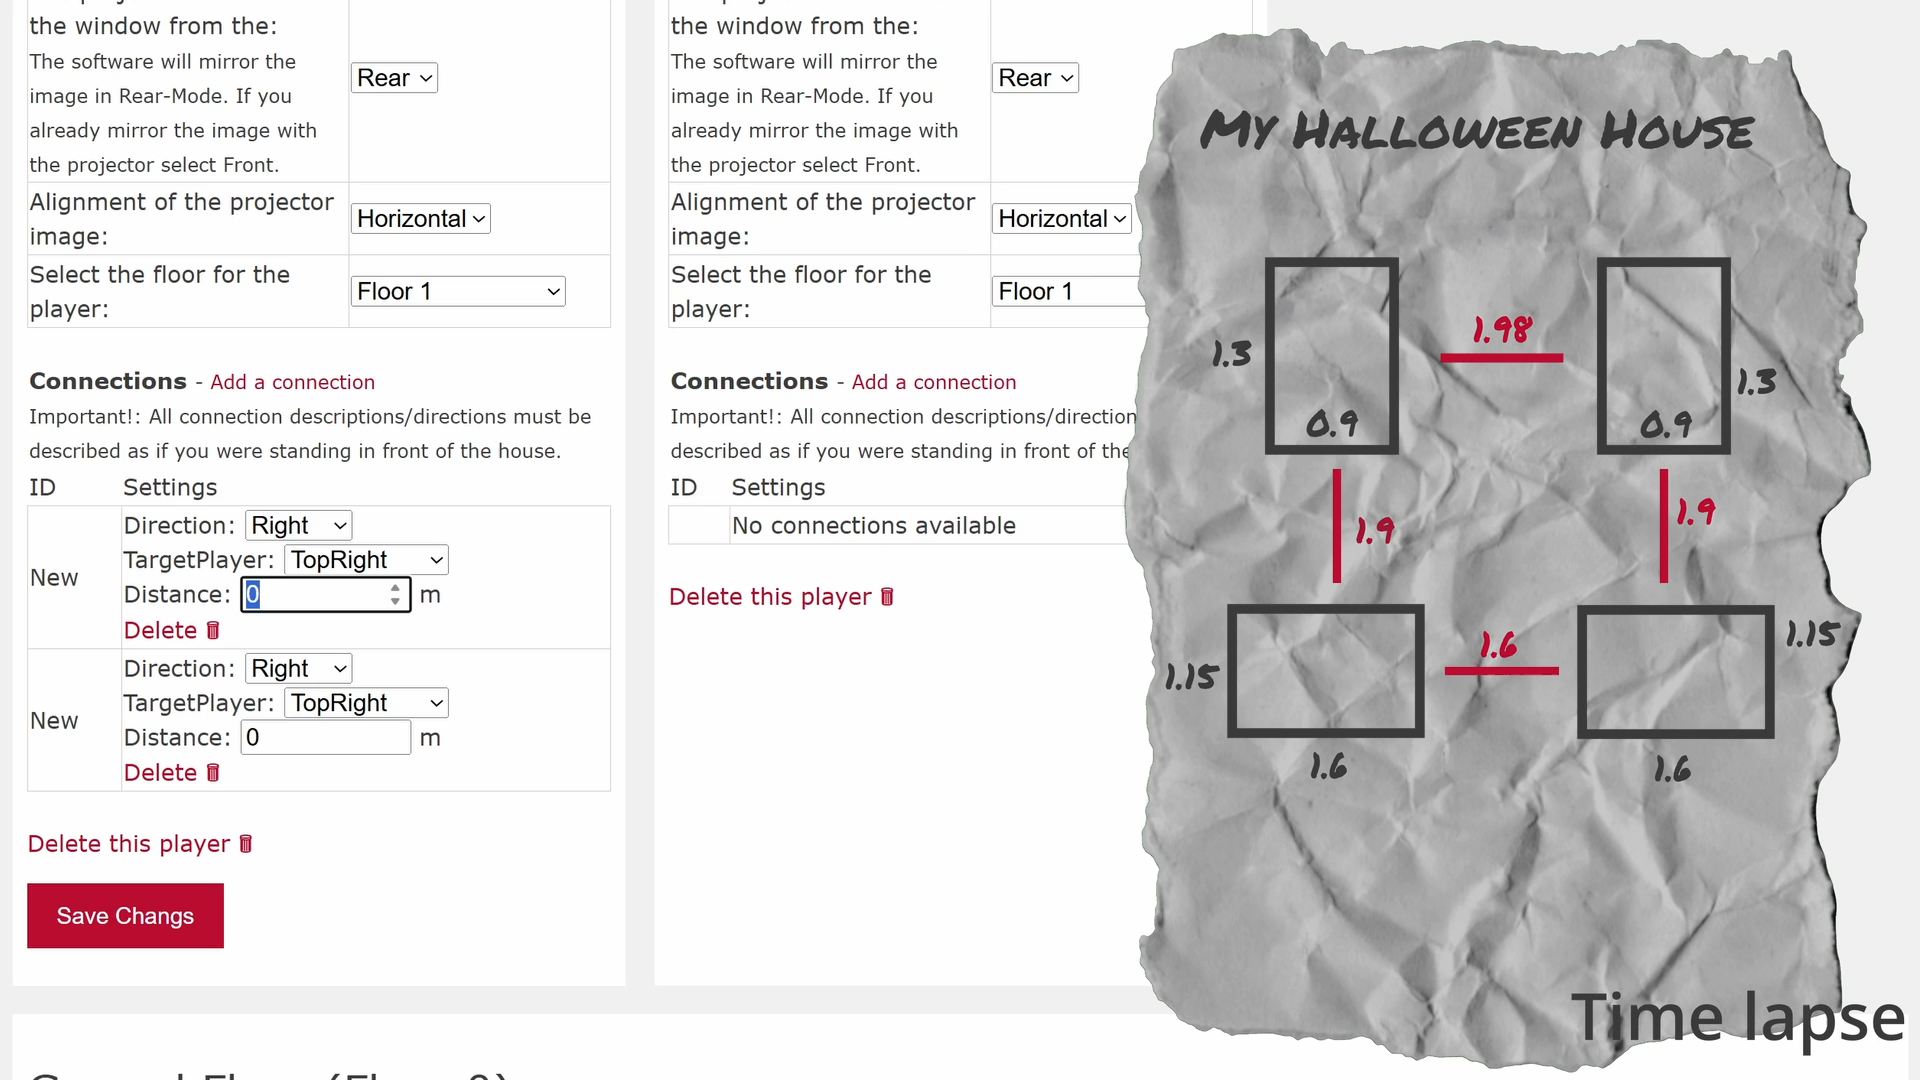 the window from the:
The software will mirror the
image in Rear-Mode. If you
already mirror the image with
the projector select Front.
Rear
Alignment of the projector
image:
Horizontal
Select the floor for the
player:
Floor 1
Connections - Add a connection
Important!: All connection descriptions/directions must be
described as if you were standing in front of the house.
ID Settings
New
Direction: Right
TargetPlayer: TopRight
Distance: 0 m
Delete
New
Direction: Right
TargetPlayer: TopRight
Distance: 0 m
Delete
Delete this player
Save Changs
the window from the:
The software will mirror the
image in Rear-Mode. If you
already mirror the image with
the projector select Front.
Rear
Alignment of the projector
image:
Horizontal
Select the floor for the
player:
Floor 1
Connections - Add a connection
Important!: All connection descriptions/direction
described as if you were standing in front of the
ID Settings
No connections available
Delete this player
My Halloween House
1.3
0.9
1.98
0.9
1.3
1.9
1.9
1.15
1.6
1.6
1.15
1.6
Time lapse